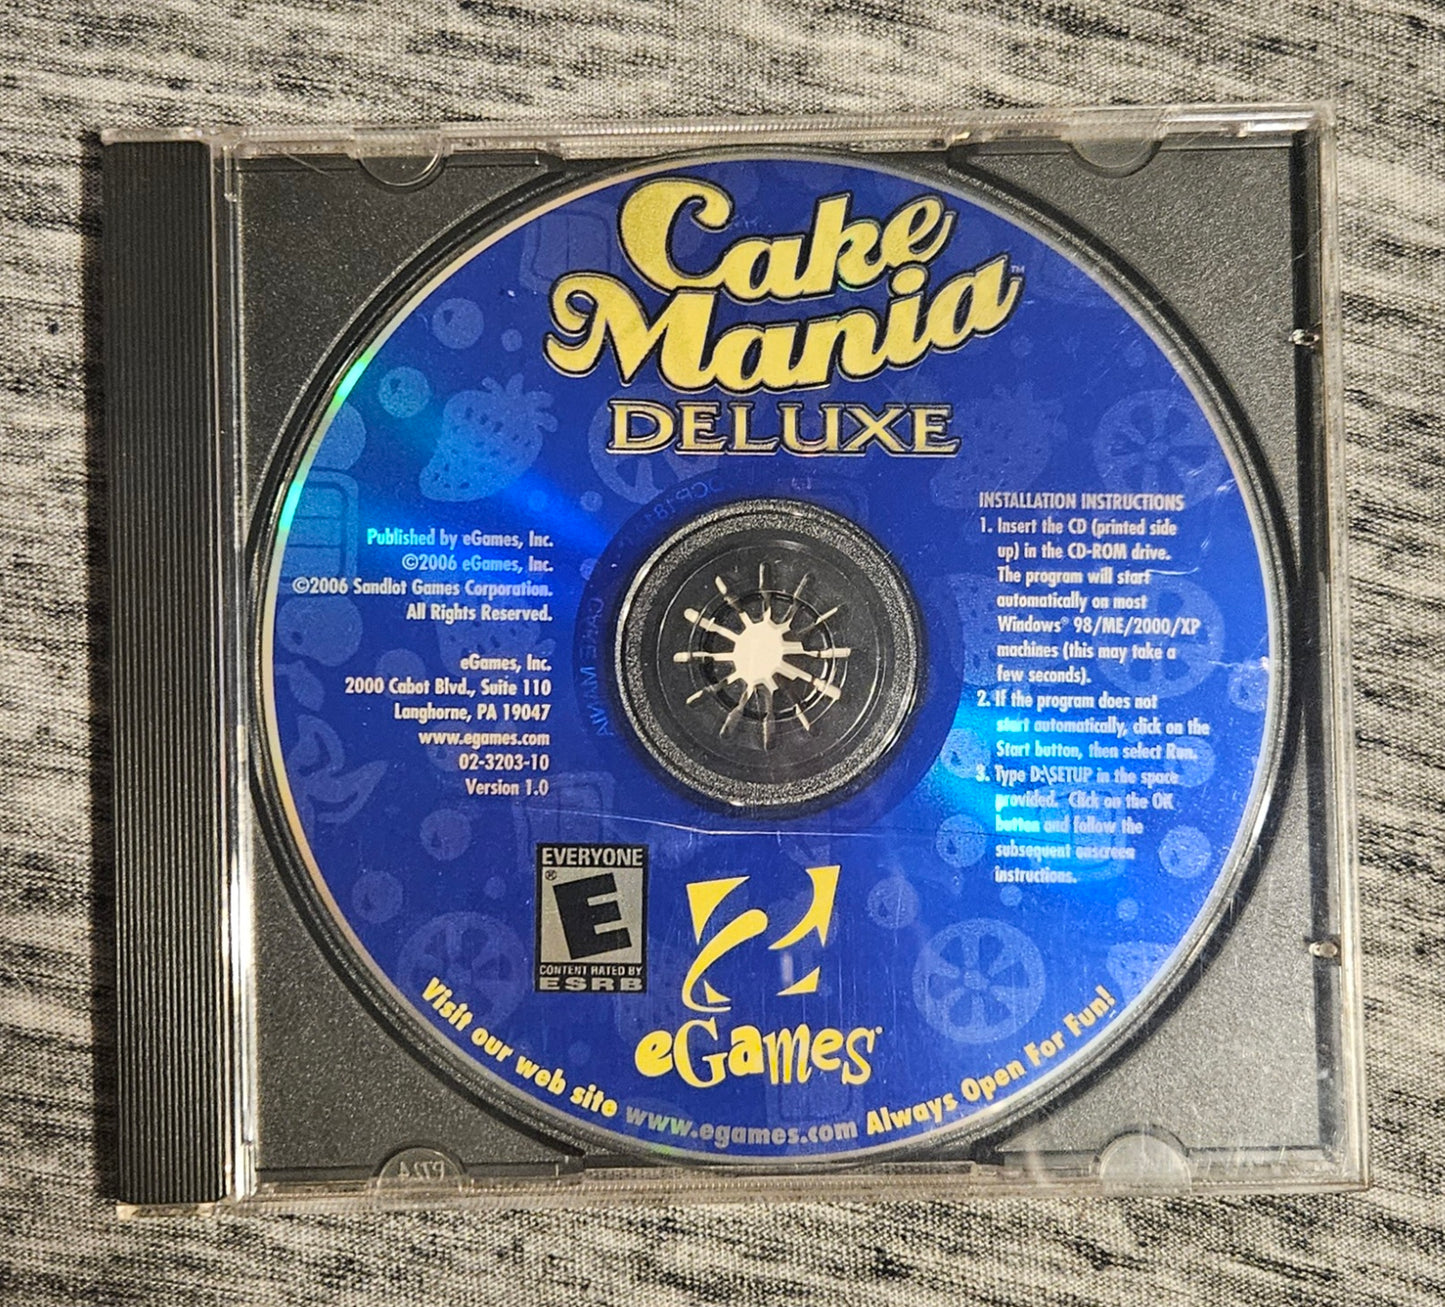 Cake
Mania™
DELUXE
Published by eGames, Inc.
©2006 eGames, Inc.
©2006 Sandlot Games Corporation.
All Rights Reserved.
eGames, Inc.
2000 Cabot Blvd., Suite 110
Langhorne, PA 19047
www.egames.com
02-3203-10
Version 1.0
INSTALLATION INSTRUCTIONS
1. Insert the CD (printed side
up) in the CD-ROM drive.
The program will start
automatically on most
Windows® 98/ME/2000/XP
machines (this may take a
few seconds).
2. If the program does not
start automatically, click on the
Start button, then select Run.
3. Type D:\SETUP in the space
provided. Click on the OK
button and follow the
subsequent onscreen
instructions.
CAKE MANIA
EVERYONE
E®
CONTENT RATED BY
ESRB
eGames®
Visit our web site www.egames.com Always Open For Fun!